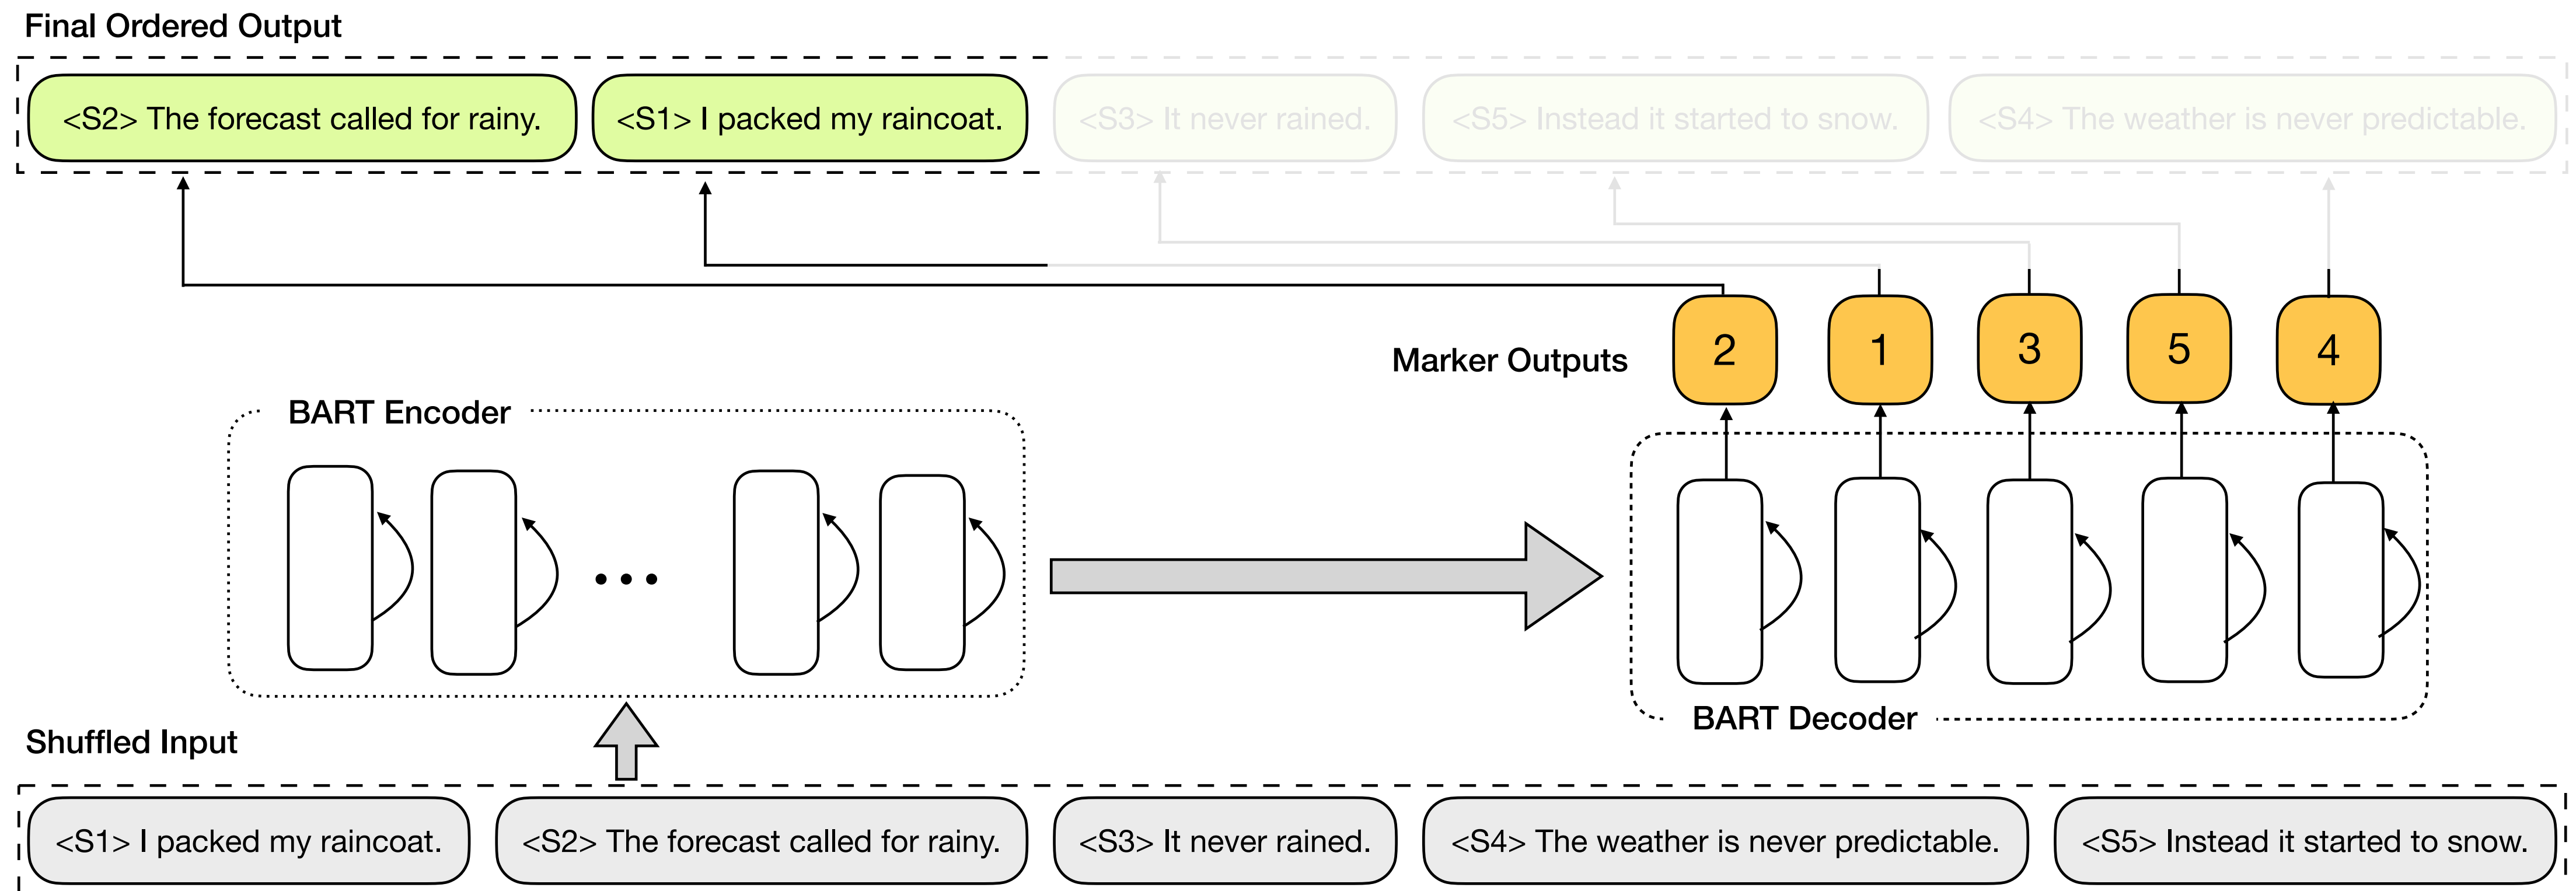 Final Ordered Output
<S2> The forecast called for rainy. <S1> I packed my raincoat. <S3> It never rained. <S5> Instead it started to snow. <S4> The weather is never predictable.
Marker Outputs
2 1 3 5 4
BART Encoder
BART Decoder
Shuffled Input
<S1> I packed my raincoat. <S2> The forecast called for rainy. <S3> It never rained. <S4> The weather is never predictable. <S5> Instead it started to snow.